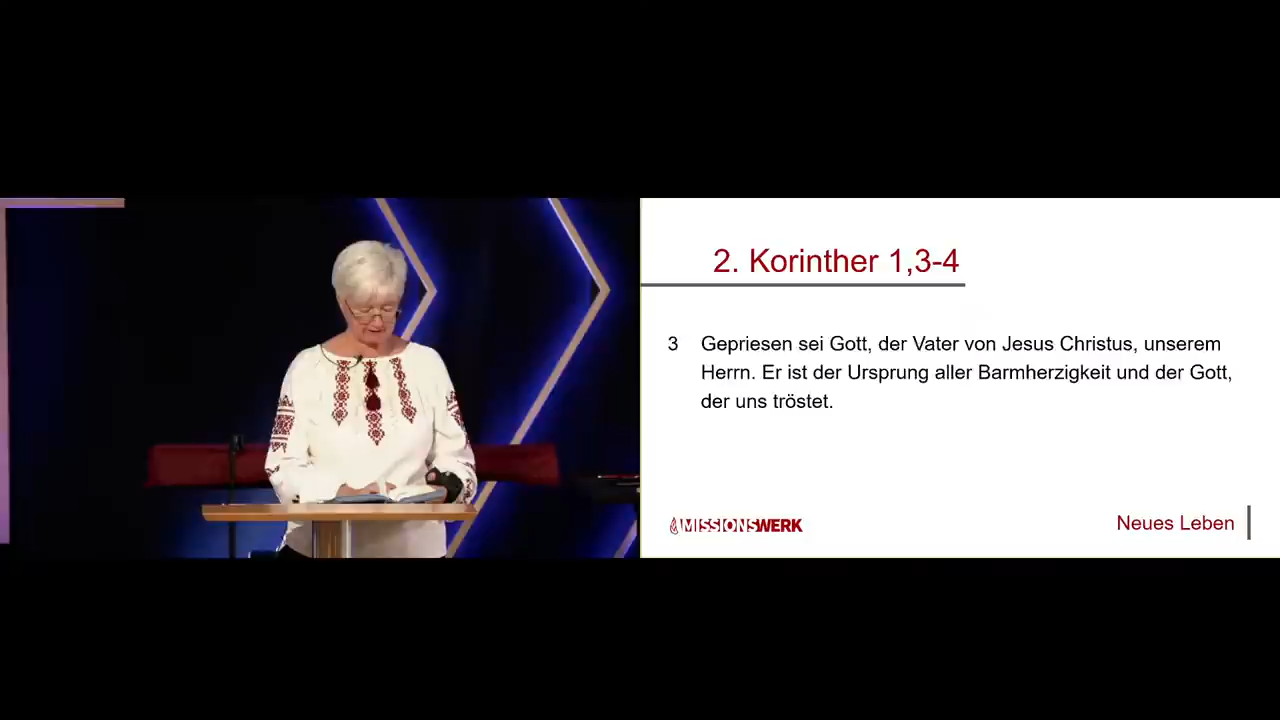 2. Korinther 1,3-4
3 Gepriesen sei Gott, der Vater von Jesus Christus, unserem
Herrn. Er ist der Ursprung aller Barmherzigkeit und der Gott,
der uns tröstet.
MISSIONSWERK
Neues Leben